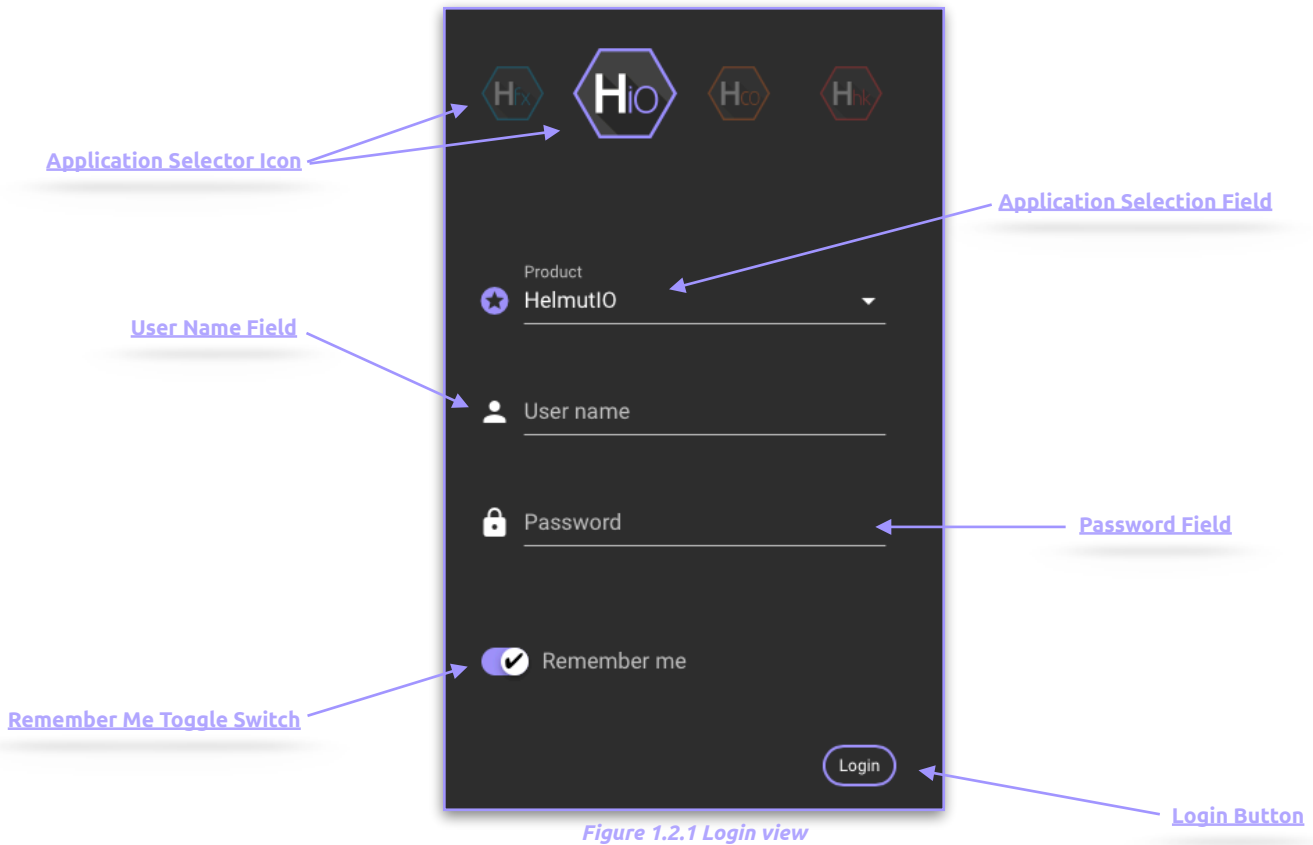 Hfx
HiO
Hco
Hhk
Application Selector Icon
Application Selection Field
Product
HelmutIO
User Name Field
User name
Password
Password Field
Remember me
Remember Me Toggle Switch
Login
Login Button
Figure 1.2.1 Login view